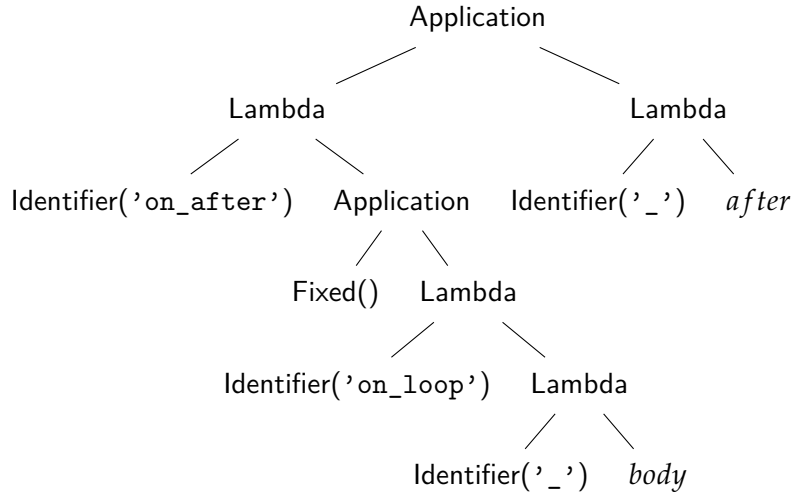 Application
Lambda Lambda
Identifier('on_after') Application Identifier('_') after
Fixed() Lambda
Identifier('on_loop') Lambda
Identifier('_') body